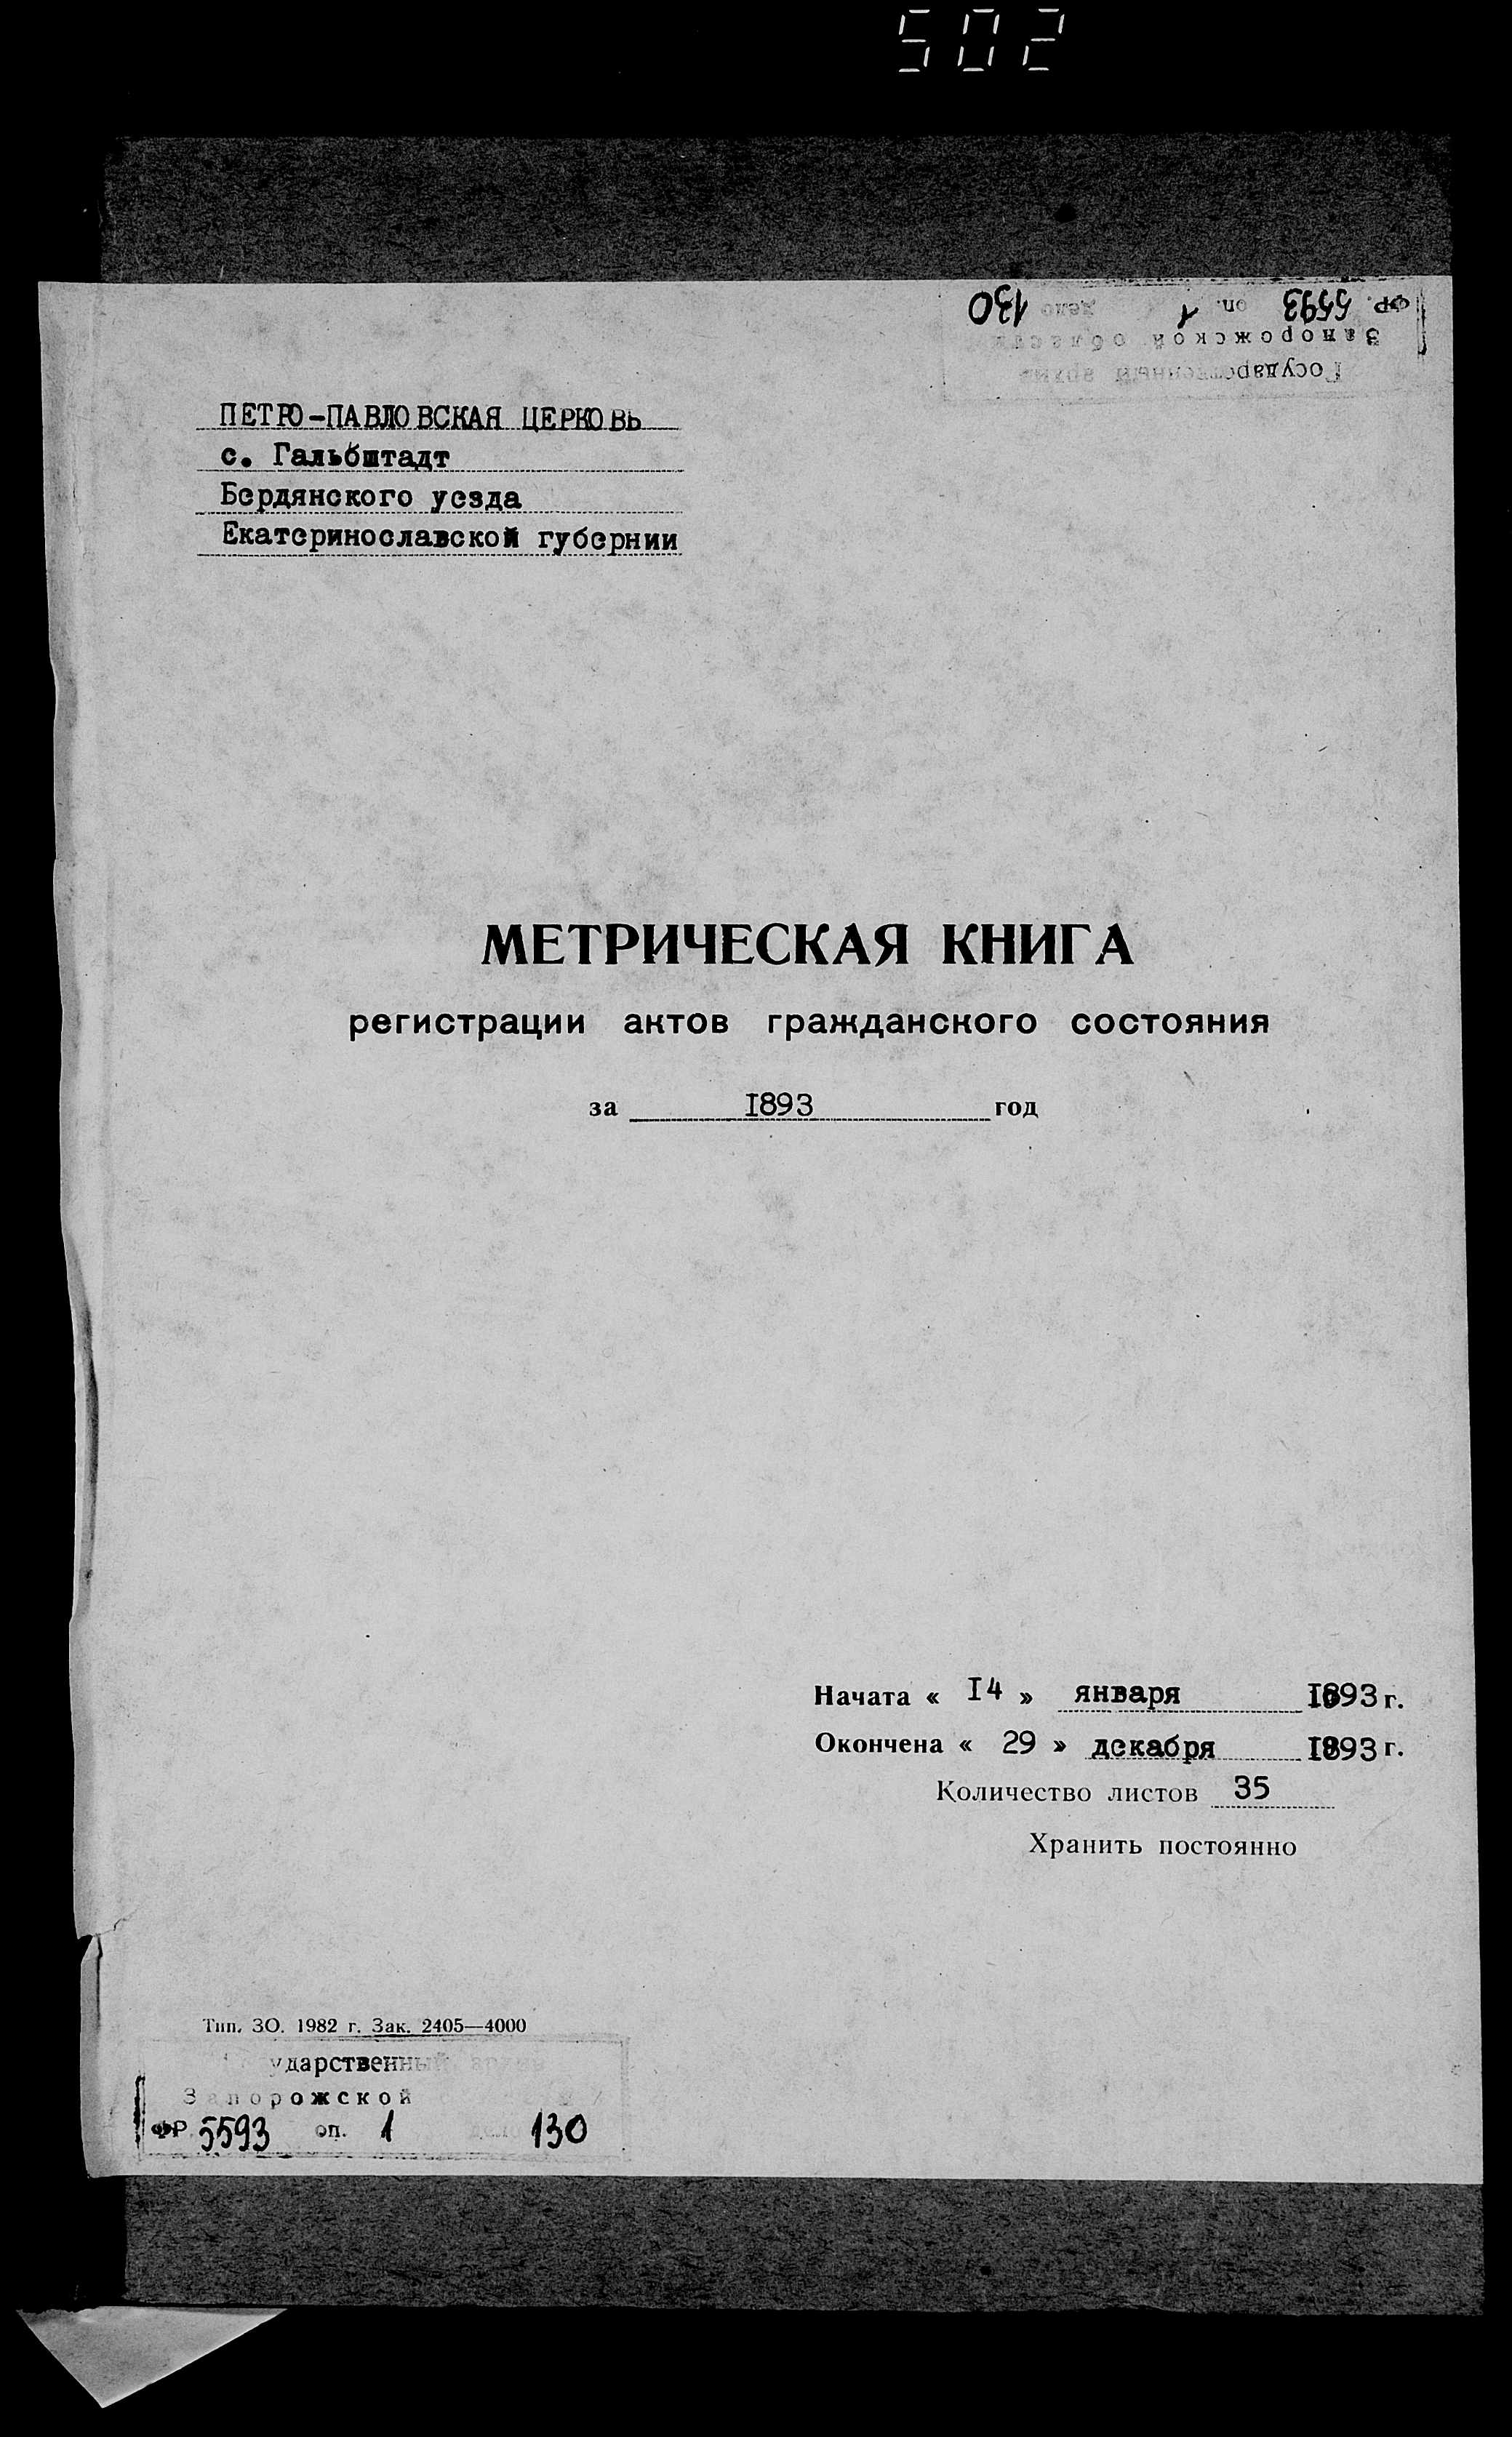 502
ФР. 5593 оп. 1 дело 130
Запорожской области
Государственный архив
ПЕТРО-ПАВЛОВСКАЯ ЦЕРКОВЬ
с. Гальбштадт
Бердянского уезда
Екатеринославской губернии
МЕТРИЧЕСКАЯ КНИГА
регистрации актов гражданского состояния
за 1893 год
Начата « 14 » января 1893 г.
Окончена « 29 » декабря 1893 г.
Количество листов 35
Хранить постоянно
Тип. ЗО. 1982 г. Зак. 2405—4000
Государственный архив
Запорожской
ФР. 5593 оп. 1 дело 130